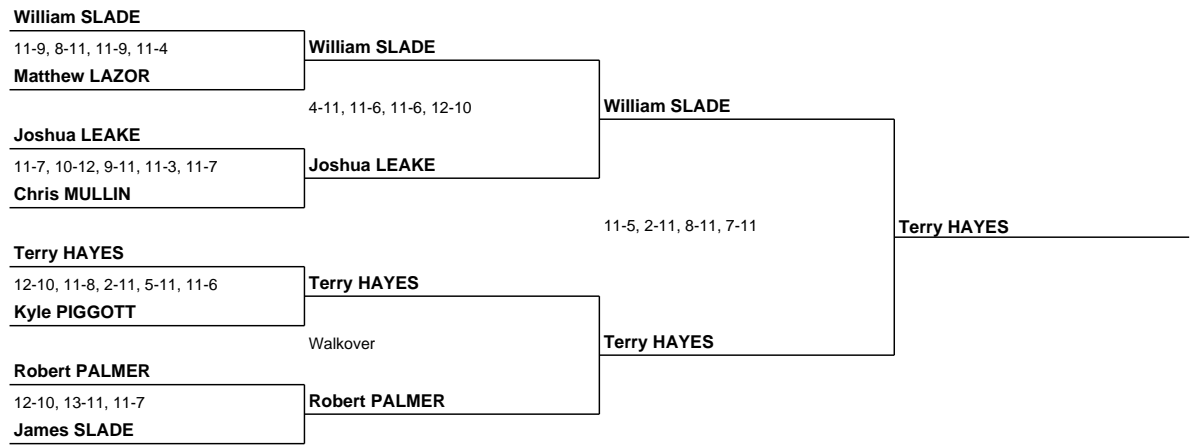 William SLADE
11-9, 8-11, 11-9, 11-4
William SLADE
Matthew LAZOR
4-11, 11-6, 11-6, 12-10
William SLADE
Joshua LEAKE
11-7, 10-12, 9-11, 11-3, 11-7
Joshua LEAKE
Chris MULLIN
11-5, 2-11, 8-11, 7-11
Terry HAYES
Terry HAYES
12-10, 11-8, 2-11, 5-11, 11-6
Terry HAYES
Kyle PIGGOTT
Walkover
Terry HAYES
Robert PALMER
12-10, 13-11, 11-7
Robert PALMER
James SLADE